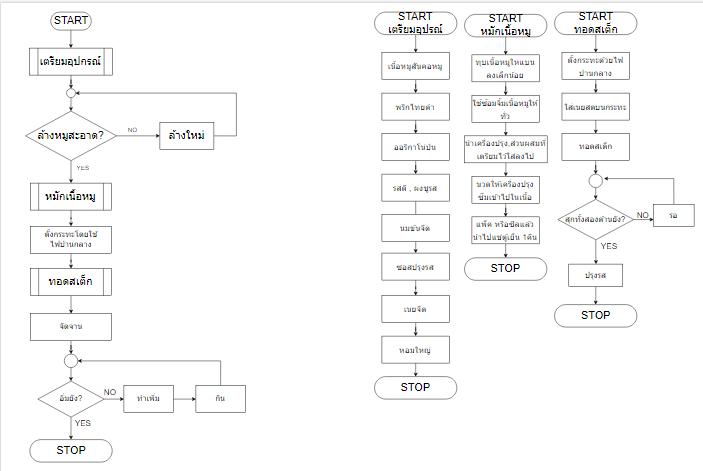 START
เตรียมอุปกรณ์
ล้างหมูสะอาด?
NO
ล้างใหม่
YES
หมักเนื้อหมู
ตั้งกระทะโดยใช้
ไฟปานกลาง
ทอดสเต็ก
จัดจาน
อิ่มยัง?
NO
ทำเพิ่ม
กิน
YES
STOP
START
เตรียมอุปกรณ์
เนื้อหมูสันคอหมู
พริกไทยดำ
ออริกาโนป่น
รสดี , ผงชูรส
นมข้นจืด
ซอสปรุงรส
เนยจืด
หอมใหญ่
STOP
START
หมักเนื้อหมู
ทุบเนื้อหมูให้แบน
ลงเล็กน้อย
ใช้ซ้อมจิ้มเนื้อหมูให้
ทั่ว
นำเครื่องปรุง,ส่วนผสมที่
เตรียมไว้ใส่ลงไป
นวดให้เครื่องปรุง
ซึมเข้าไปในเนื้อ
แพ็ค หรือซีลแล้ว
นำไปแช่ตู้เย็น 1คืน
STOP
START
ทอดสเต็ก
ตั้งกระทะด้วยไฟ
ปานกลาง
ใส่เนยสดบนกระทะ
ทอดสเต็ก
สุกทั้งสองด้านยัง?
NO
รอ
YES
ปรุงรส
STOP